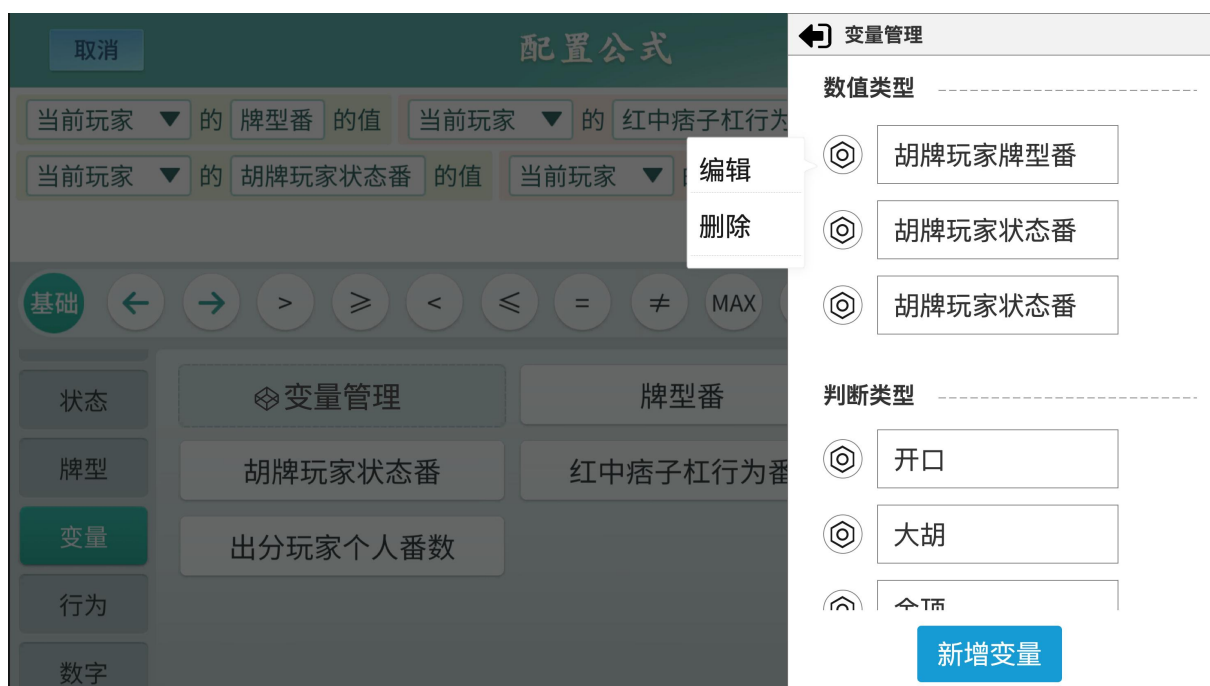 取消
配置公式
变量管理
当前玩家 的 牌型番 的值 当前玩家 的 红中痞子杠行为
当前玩家 的 胡牌玩家状态番 的值 当前玩家
编辑
删除
数值类型
胡牌玩家牌型番
胡牌玩家状态番
胡牌玩家状态番
基础 ← → > ≥ < ≤ = ≠ MAX
状态
牌型
变量
行为
数字
变量管理 牌型番
胡牌玩家状态番 红中痞子杠行为番
出分玩家个人番数
判断类型
开口
大胡
新增变量